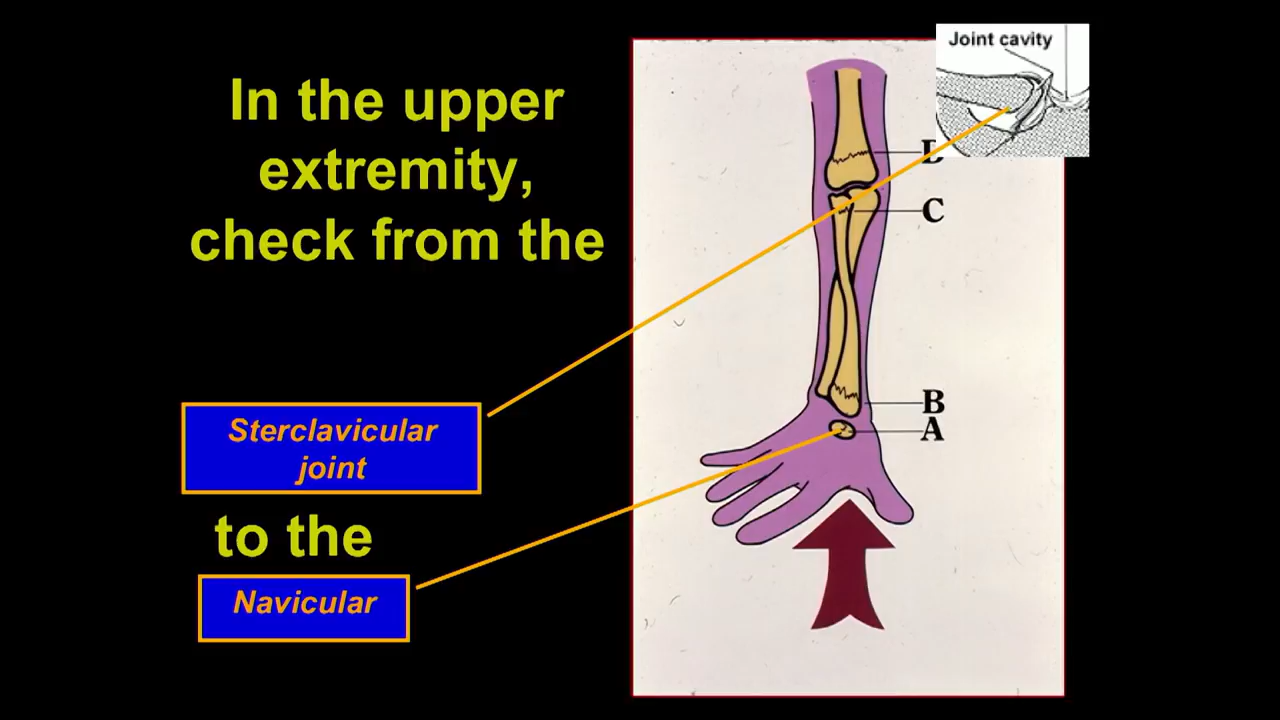 In the upper
extremity,
check from the
Sterclavicular
joint
to the
Navicular
Joint cavity
C
B
A